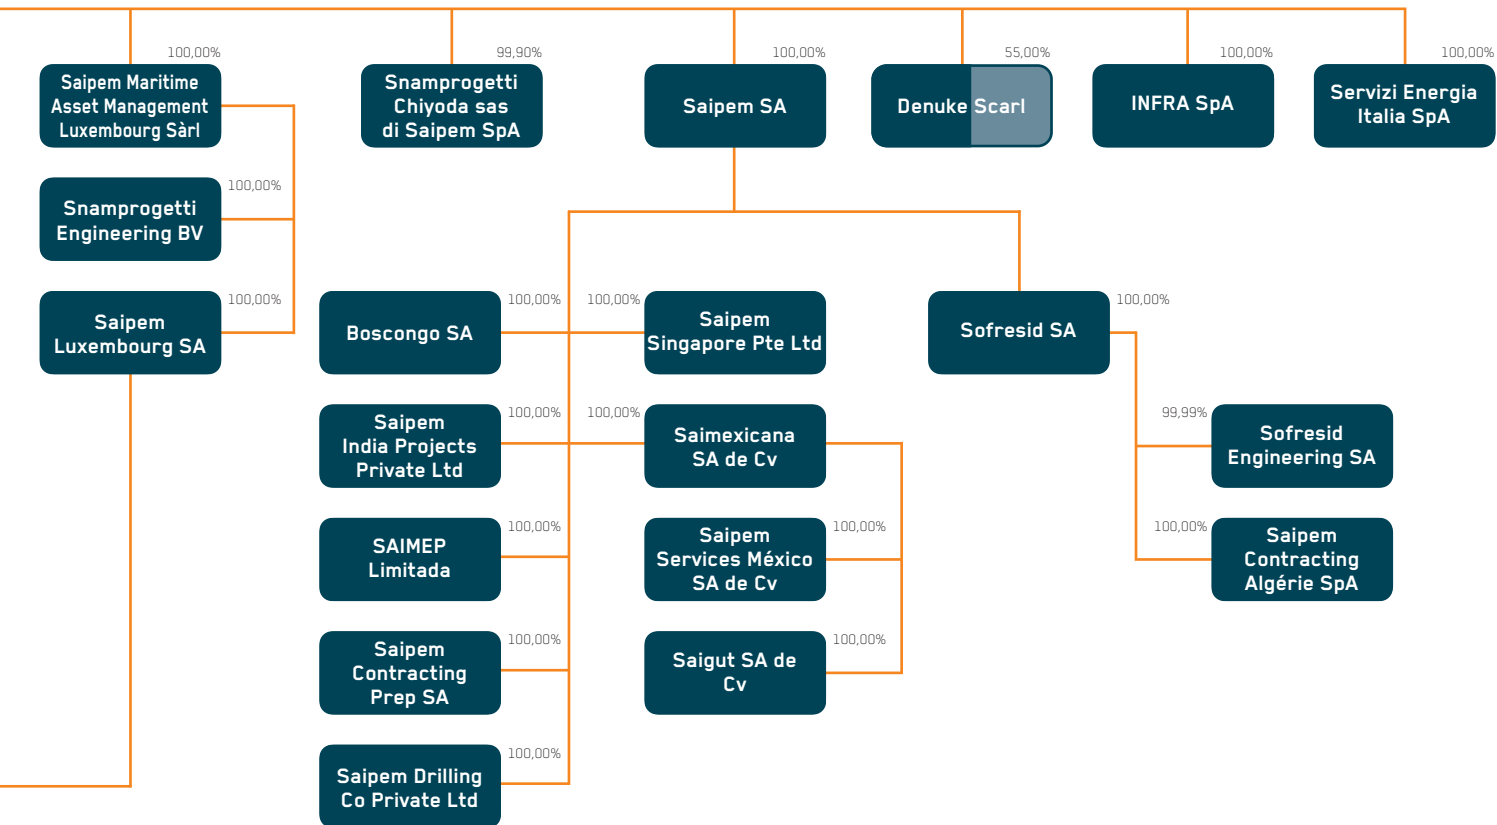 100,00%
99,90%
100,00%
55,00%
100,00%
100,00%
Saipem Maritime
Asset Management
Luxembourg Sàrl
Snamprogetti
Chiyoda sas
di Saipem SpA
Saipem SA
Denuke Scarl
INFRA SpA
Servizi Energia
Italia SpA
100,00%
Snamprogetti
Engineering BV
100,00%
Saipem
Luxembourg SA
100,00%
Boscongo SA
100,00%
Saipem
Singapore Pte Ltd
100,00%
Sofresid SA
100,00%
Saipem
India Projects
Private Ltd
100,00%
Saimexicana
SA de Cv
99,99%
Sofresid
Engineering SA
100,00%
SAIMEP
Limitada
100,00%
Saipem
Services México
SA de Cv
100,00%
Saipem
Contracting
Algérie SpA
100,00%
Saipem
Contracting
Prep SA
100,00%
Saigut SA de
Cv
100,00%
Saipem Drilling
Co Private Ltd